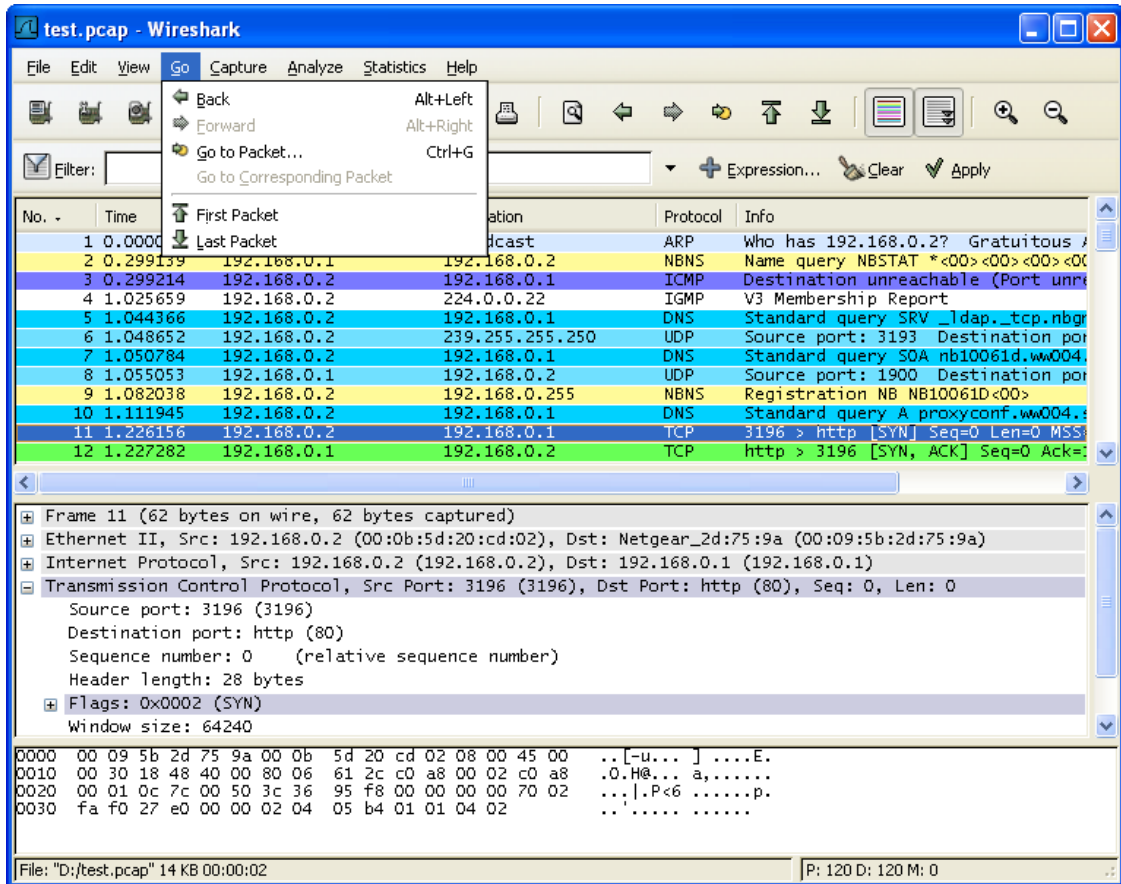 test.pcap - Wireshark
File Edit View Go Capture Analyze Statistics Help
Back Alt+Left
Forward Alt+Right
Go to Packet... Ctrl+G
Go to Corresponding Packet
First Packet
Last Packet
Filter: Expression... Clear Apply
No. - Time ation Protocol Info
1 0.0000 dcast ARP Who has 192.168.0.2? Gratuitous
2 0.299139 192.168.0.1 192.168.0.2 NBNS Name query NBSTAT *<00><00><00><00
3 0.299214 192.168.0.2 192.168.0.1 ICMP Destination unreachable (Port unre
4 1.025659 192.168.0.2 224.0.0.22 IGMP V3 Membership Report
5 1.044366 192.168.0.2 192.168.0.1 DNS Standard query SRV _ldap._tcp.nbgr
6 1.048652 192.168.0.2 239.255.255.250 UDP Source port: 3193 Destination por
7 1.050784 192.168.0.2 192.168.0.1 DNS Standard query SOA nb10061d.ww004.
8 1.055053 192.168.0.1 192.168.0.2 UDP Source port: 1900 Destination por
9 1.082038 192.168.0.2 192.168.0.255 NBNS Registration NB NB10061D<00>
10 1.111945 192.168.0.2 192.168.0.1 DNS Standard query A proxyconf.ww004.s
11 1.226156 192.168.0.2 192.168.0.1 TCP 3196 > http [SYN] Seq=0 Len=0 MSS=
12 1.227282 192.168.0.1 192.168.0.2 TCP http > 3196 [SYN, ACK] Seq=0 Ack=1
Frame 11 (62 bytes on wire, 62 bytes captured)
Ethernet II, Src: 192.168.0.2 (00:0b:5d:20:cd:02), Dst: Netgear_2d:75:9a (00:09:5b:2d:75:9a)
Internet Protocol, Src: 192.168.0.2 (192.168.0.2), Dst: 192.168.0.1 (192.168.0.1)
Transmission Control Protocol, Src Port: 3196 (3196), Dst Port: http (80), Seq: 0, Len: 0
Source port: 3196 (3196)
Destination port: http (80)
Sequence number: 0 (relative sequence number)
Header length: 28 bytes
Flags: 0x0002 (SYN)
Window size: 64240
0000 00 09 5b 2d 75 9a 00 0b 5d 20 cd 02 08 00 45 00 ..[-u... ] ....E.
0010 00 30 18 48 40 00 80 06 61 2c c0 a8 00 02 c0 a8 .0.H@... a,......
0020 00 01 0c 7c 00 50 3c 36 95 f8 00 00 00 00 70 02 ...|.P<6 ......p.
0030 fa f0 27 e0 00 00 02 04 05 b4 01 01 04 02 ..'..... ......
File: "D:/test.pcap" 14 KB 00:00:02 P: 120 D: 120 M: 0